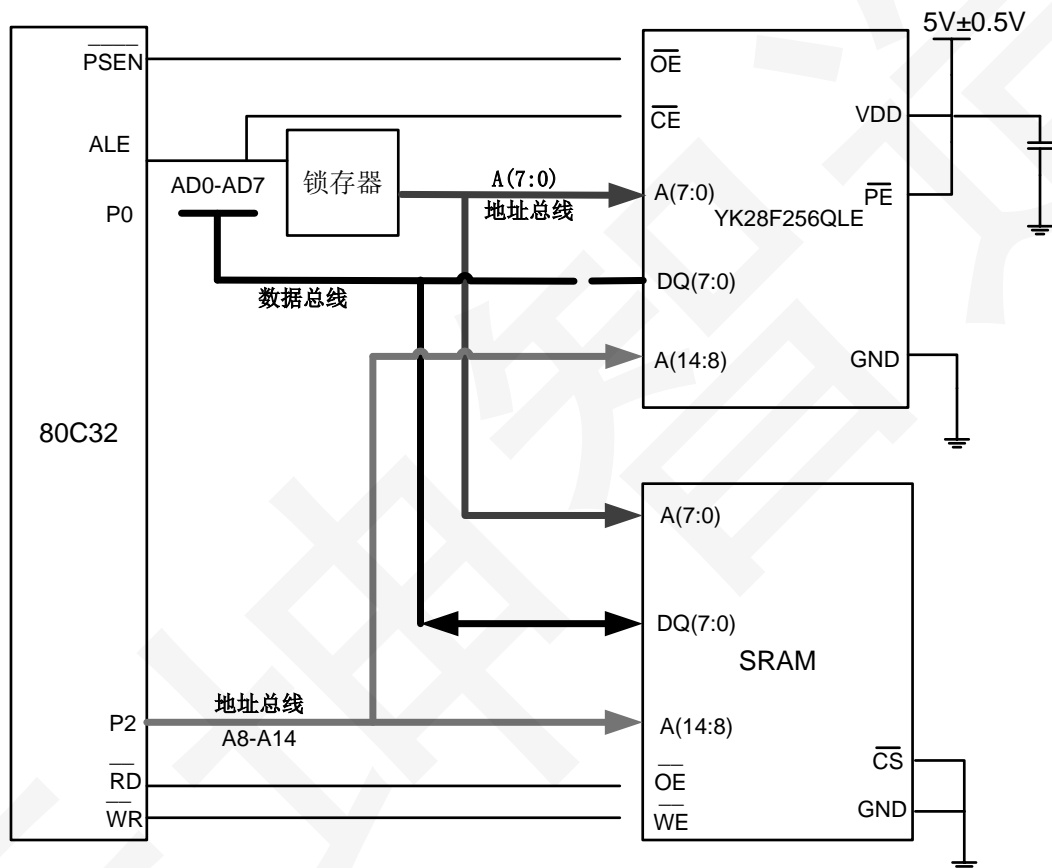 5V±0.5V
PSEN
OE
ALE
CE
VDD
AD0-AD7
锁存器
A(7:0)
地址总线
A(7:0)
PE
P0
YK28F256QLE
数据总线
DQ(7:0)
A(14:8)
GND
80C32
A(7:0)
DQ(7:0)
SRAM
地址总线
P2
A8-A14
A(14:8)
CS
RD
OE
GND
WR
WE